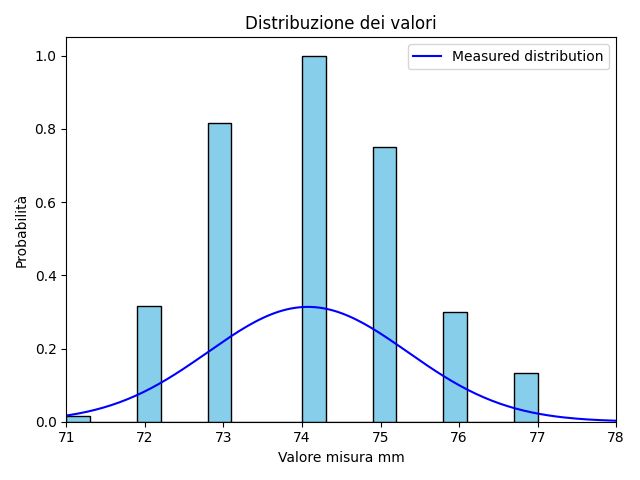 Distribuzione dei valori
Measured distribution
Probabilità
1.0
0.8
0.6
0.4
0.2
0.0
71 72 73 74 75 76 77 78
Valore misura mm